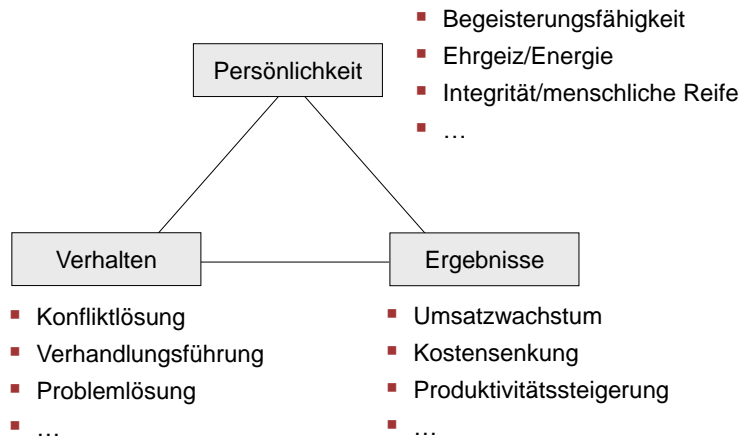 Persönlichkeit
▪ Begeisterungsfähigkeit
▪ Ehrgeiz/Energie
▪ Integrität/menschliche Reife
▪ …
Verhalten
▪ Konfliktlösung
▪ Verhandlungsführung
▪ Problemlösung
▪ …
Ergebnisse
▪ Umsatzwachstum
▪ Kostensenkung
▪ Produktivitätssteigerung
▪ …